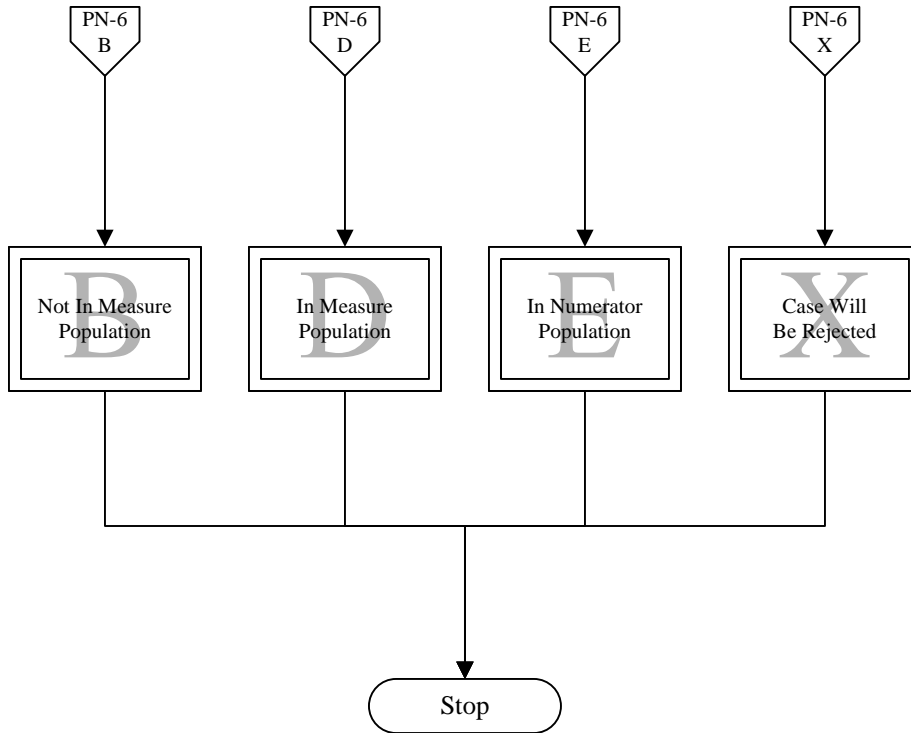 PN-6
B
PN-6
D
PN-6
E
PN-6
X
B
Not In Measure
Population
D
In Measure
Population
E
In Numerator
Population
X
Case Will
Be Rejected
Stop